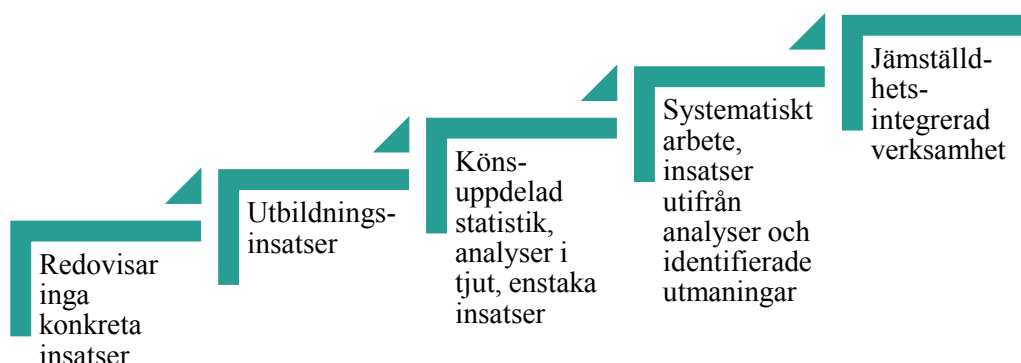 Redovisar
inga
konkreta
insatser
Utbildnings-
insatser
Köns-
uppdelad
statistik,
analyser i
tjut, enstaka
insatser
Systematiskt
arbete,
insatser
utifrån
analyser och
identifierade
utmaningar
Jämställd-
hets-
integrerad
verksamhet